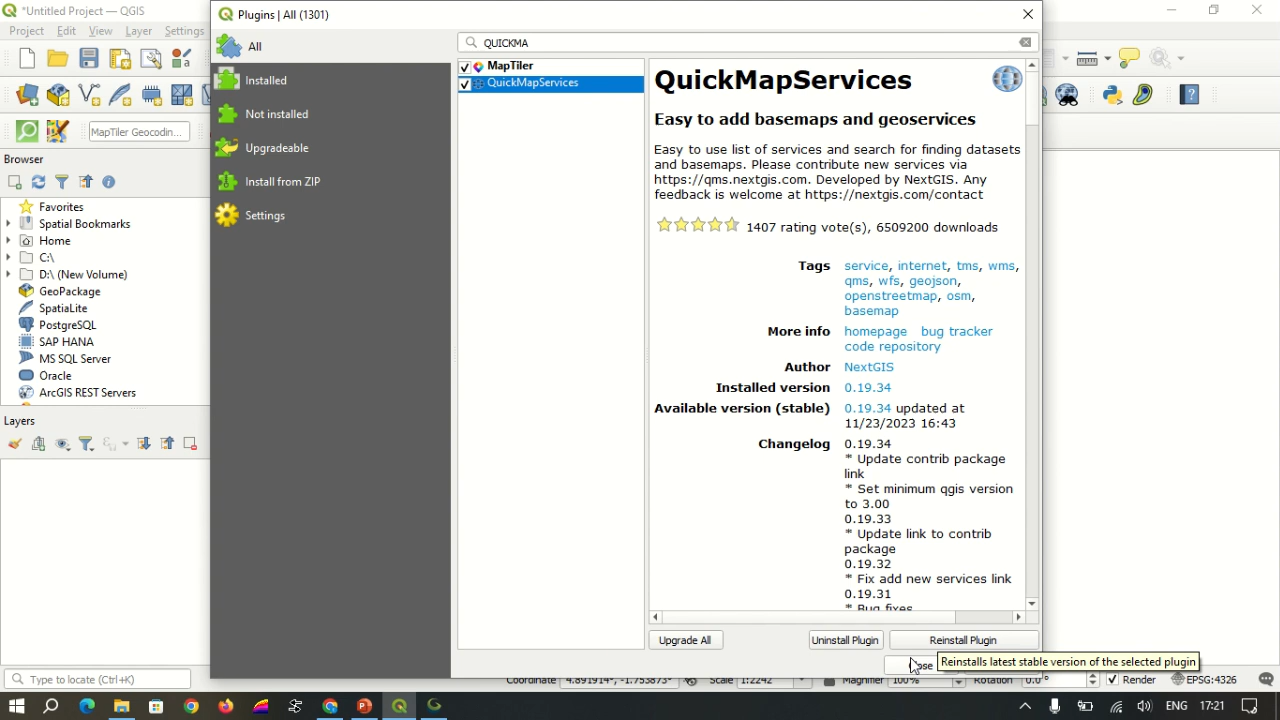 *Untitled Project — QGIS
Project Edit View Layer Settings
MapTiler Geocodin...
Browser
Favorites
Spatial Bookmarks
Home
C:\
D:\ (New Volume)
GeoPackage
SpatiaLite
PostgreSQL
SAP HANA
MS SQL Server
Oracle
ArcGIS REST Servers
Layers
Plugins | All (1301)
All
Installed
Not installed
Upgradeable
Install from ZIP
Settings
QUICKMA
MapTiler
QuickMapServices
QuickMapServices
Easy to add basemaps and geoservices
Easy to use list of services and search for finding datasets
and basemaps. Please contribute new services via
https://qms.nextgis.com. Developed by NextGIS. Any
feedback is welcome at https://nextgis.com/contact
1407 rating vote(s), 6509200 downloads
Tags service, internet, tms, wms,
qms, wfs, geojson,
openstreetmap, osm,
basemap
More info homepage bug tracker
code repository
Author NextGIS
Installed version 0.19.34
Available version (stable) 0.19.34 updated at
11/23/2023 16:43
Changelog 0.19.34
* Update contrib package
link
* Set minimum qgis version
to 3.00
0.19.33
* Update link to contrib
package
0.19.32
* Fix add new services link
0.19.31
* Bug fixes
Upgrade All Uninstall Plugin Reinstall Plugin
Reinstalls latest stable version of the selected plugin
Type to locate (Ctrl+K) Coordinate 4.891914°, -1.753873° Scale 1:2242 Magnifier 100% Rotation 0.0 ° Render EPSG:4326
ENG 17:21